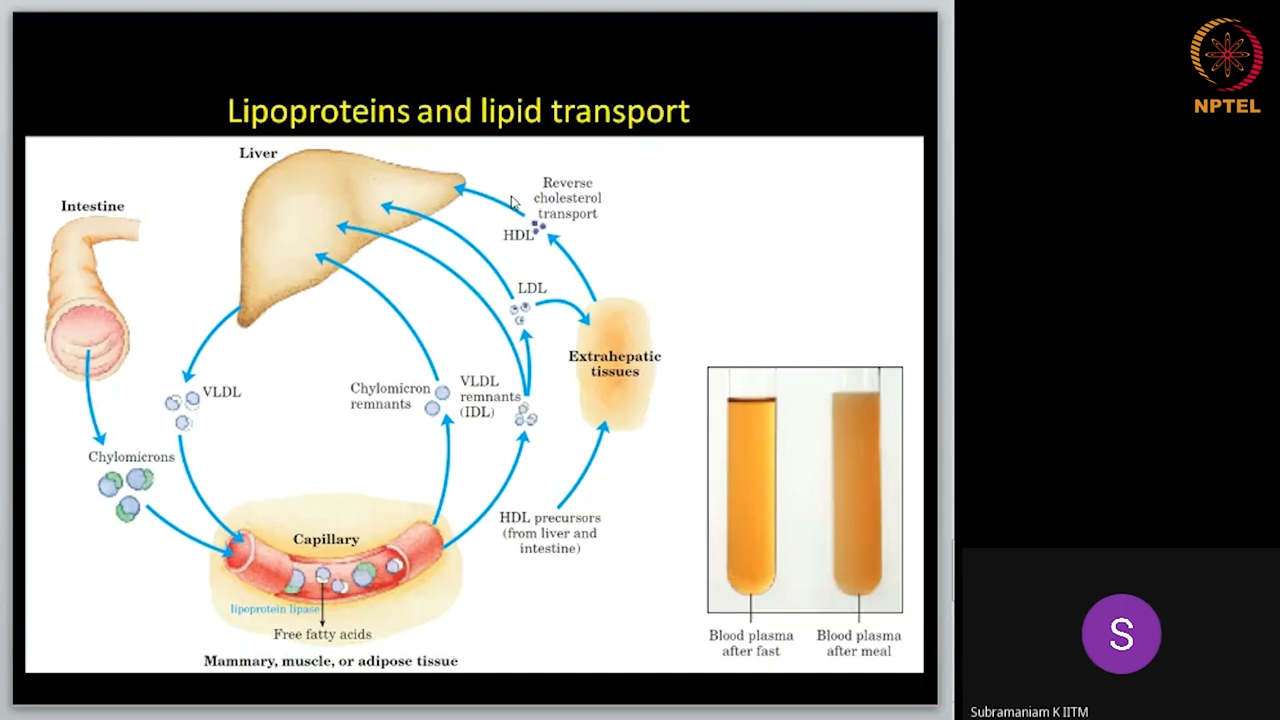 Lipoproteins and lipid transport
Liver
Intestine
Reverse
cholesterol
transport
HDL
LDL
Extrahepatic
tissues
VLDL
Chylomicron
remnants
VLDL
remnants
(IDL)
Chylomicrons
HDL precursors
(from liver and
intestine)
Capillary
lipoprotein lipase
Free fatty acids
Mammary, muscle, or adipose tissue
Blood plasma
after fast
Blood plasma
after meal
NPTEL
S
Subramaniam K IITM